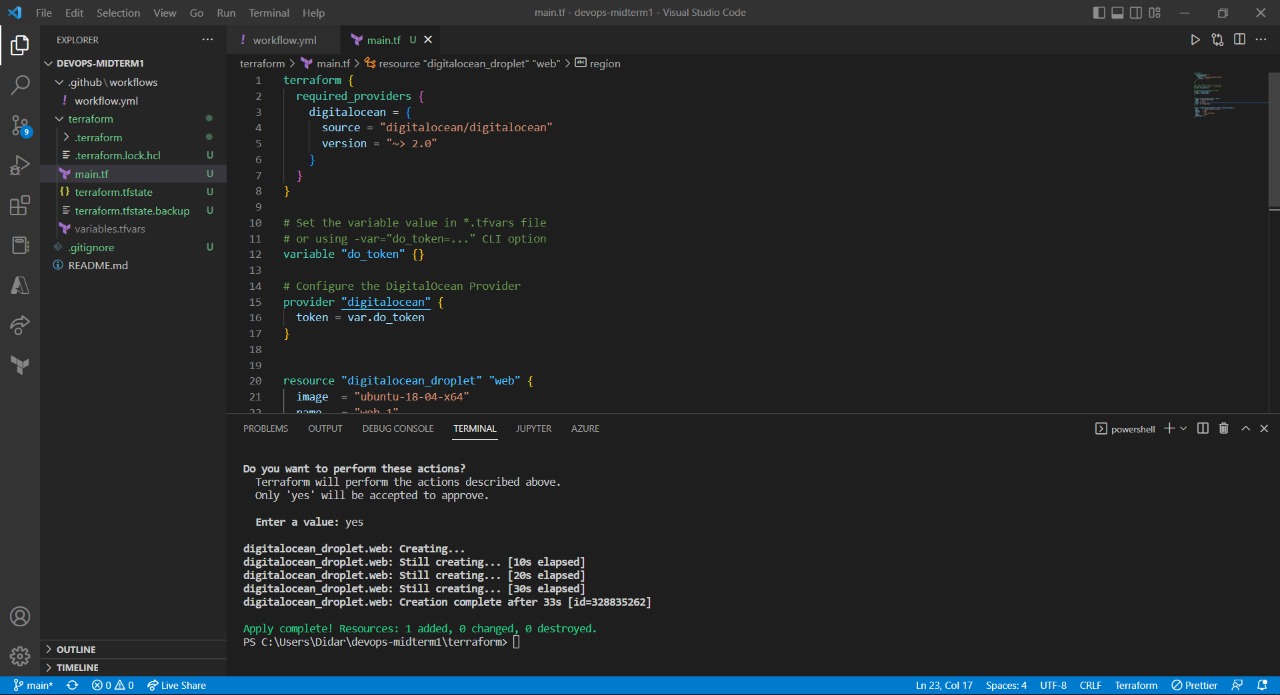 File Edit Selection View Go Run Terminal Help
main.tf - devops-midterm1 - Visual Studio Code
EXPLORER
DEVOPS-MIDTERM1
.github \ workflows
! workflow.yml
terraform
.terraform
.terraform.lock.hcl U
main.tf U
{} terraform.tfstate U
terraform.tfstate.backup U
variables.tfvars
.gitignore U
README.md
OUTLINE
TIMELINE
9
! workflow.yml
main.tf U
terraform > main.tf > resource "digitalocean_droplet" "web" > region
1 terraform {
2 required_providers {
3 digitalocean = {
4 source = "digitalocean/digitalocean"
5 version = "~> 2.0"
6 }
7 }
8 }
9
10 # Set the variable value in *.tfvars file
11 # or using -var="do_token=..." CLI option
12 variable "do_token" {}
13
14 # Configure the DigitalOcean Provider
15 provider "digitalocean" {
16 token = var.do_token
17 }
18
19
20 resource "digitalocean_droplet" "web" {
21 image = "ubuntu-18-04-x64"
22 name = "web-1"
PROBLEMS OUTPUT DEBUG CONSOLE TERMINAL JUPYTER AZURE
powershell
Do you want to perform these actions?
Terraform will perform the actions described above.
Only 'yes' will be accepted to approve.
Enter a value: yes
digitalocean_droplet.web: Creating...
digitalocean_droplet.web: Still creating... [10s elapsed]
digitalocean_droplet.web: Still creating... [20s elapsed]
digitalocean_droplet.web: Still creating... [30s elapsed]
digitalocean_droplet.web: Creation complete after 33s [id=328835262]
Apply complete! Resources: 1 added, 0 changed, 0 destroyed.
PS C:\Users\Didar\devops-midterm1\terraform>
main* 0 0 Live Share
Ln 23, Col 17 Spaces: 4 UTF-8 CRLF Terraform Prettier